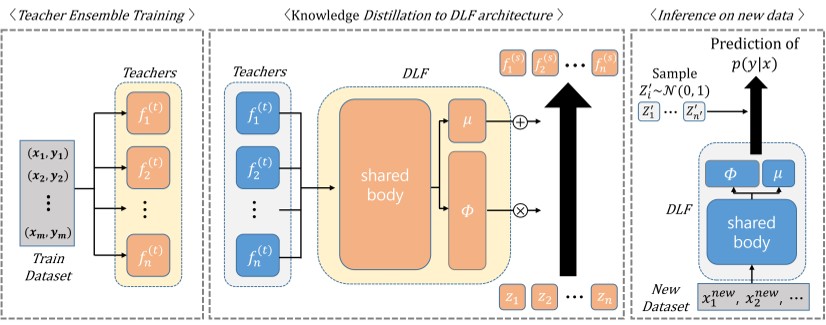 〈Teacher Ensemble Training〉
Teachers
(x₁, y₁)
(x₂, y₂)
⋮
(xₘ, yₘ)
Train
Dataset
f₁⁽ᵗ⁾
f₂⁽ᵗ⁾
⋮
fₙ⁽ᵗ⁾
〈Knowledge Distillation to DLF architecture〉
Teachers
f₁⁽ᵗ⁾
f₂⁽ᵗ⁾
⋮
fₙ⁽ᵗ⁾
DLF
shared
body
μ
Φ
+
×
f₁⁽ˢ⁾ f₂⁽ˢ⁾ ⋯ fₙ⁽ˢ⁾
z₁ z₂ ⋯ zₙ
〈Inference on new data〉
Prediction of
p(y|x)
Sample
Z′ᵢ~𝒩(0, 1)
Z′₁ ⋯ Z′ₙ′
Φ μ
DLF
shared
body
New
Dataset
x₁ⁿᵉʷ, x₂ⁿᵉʷ, ⋯